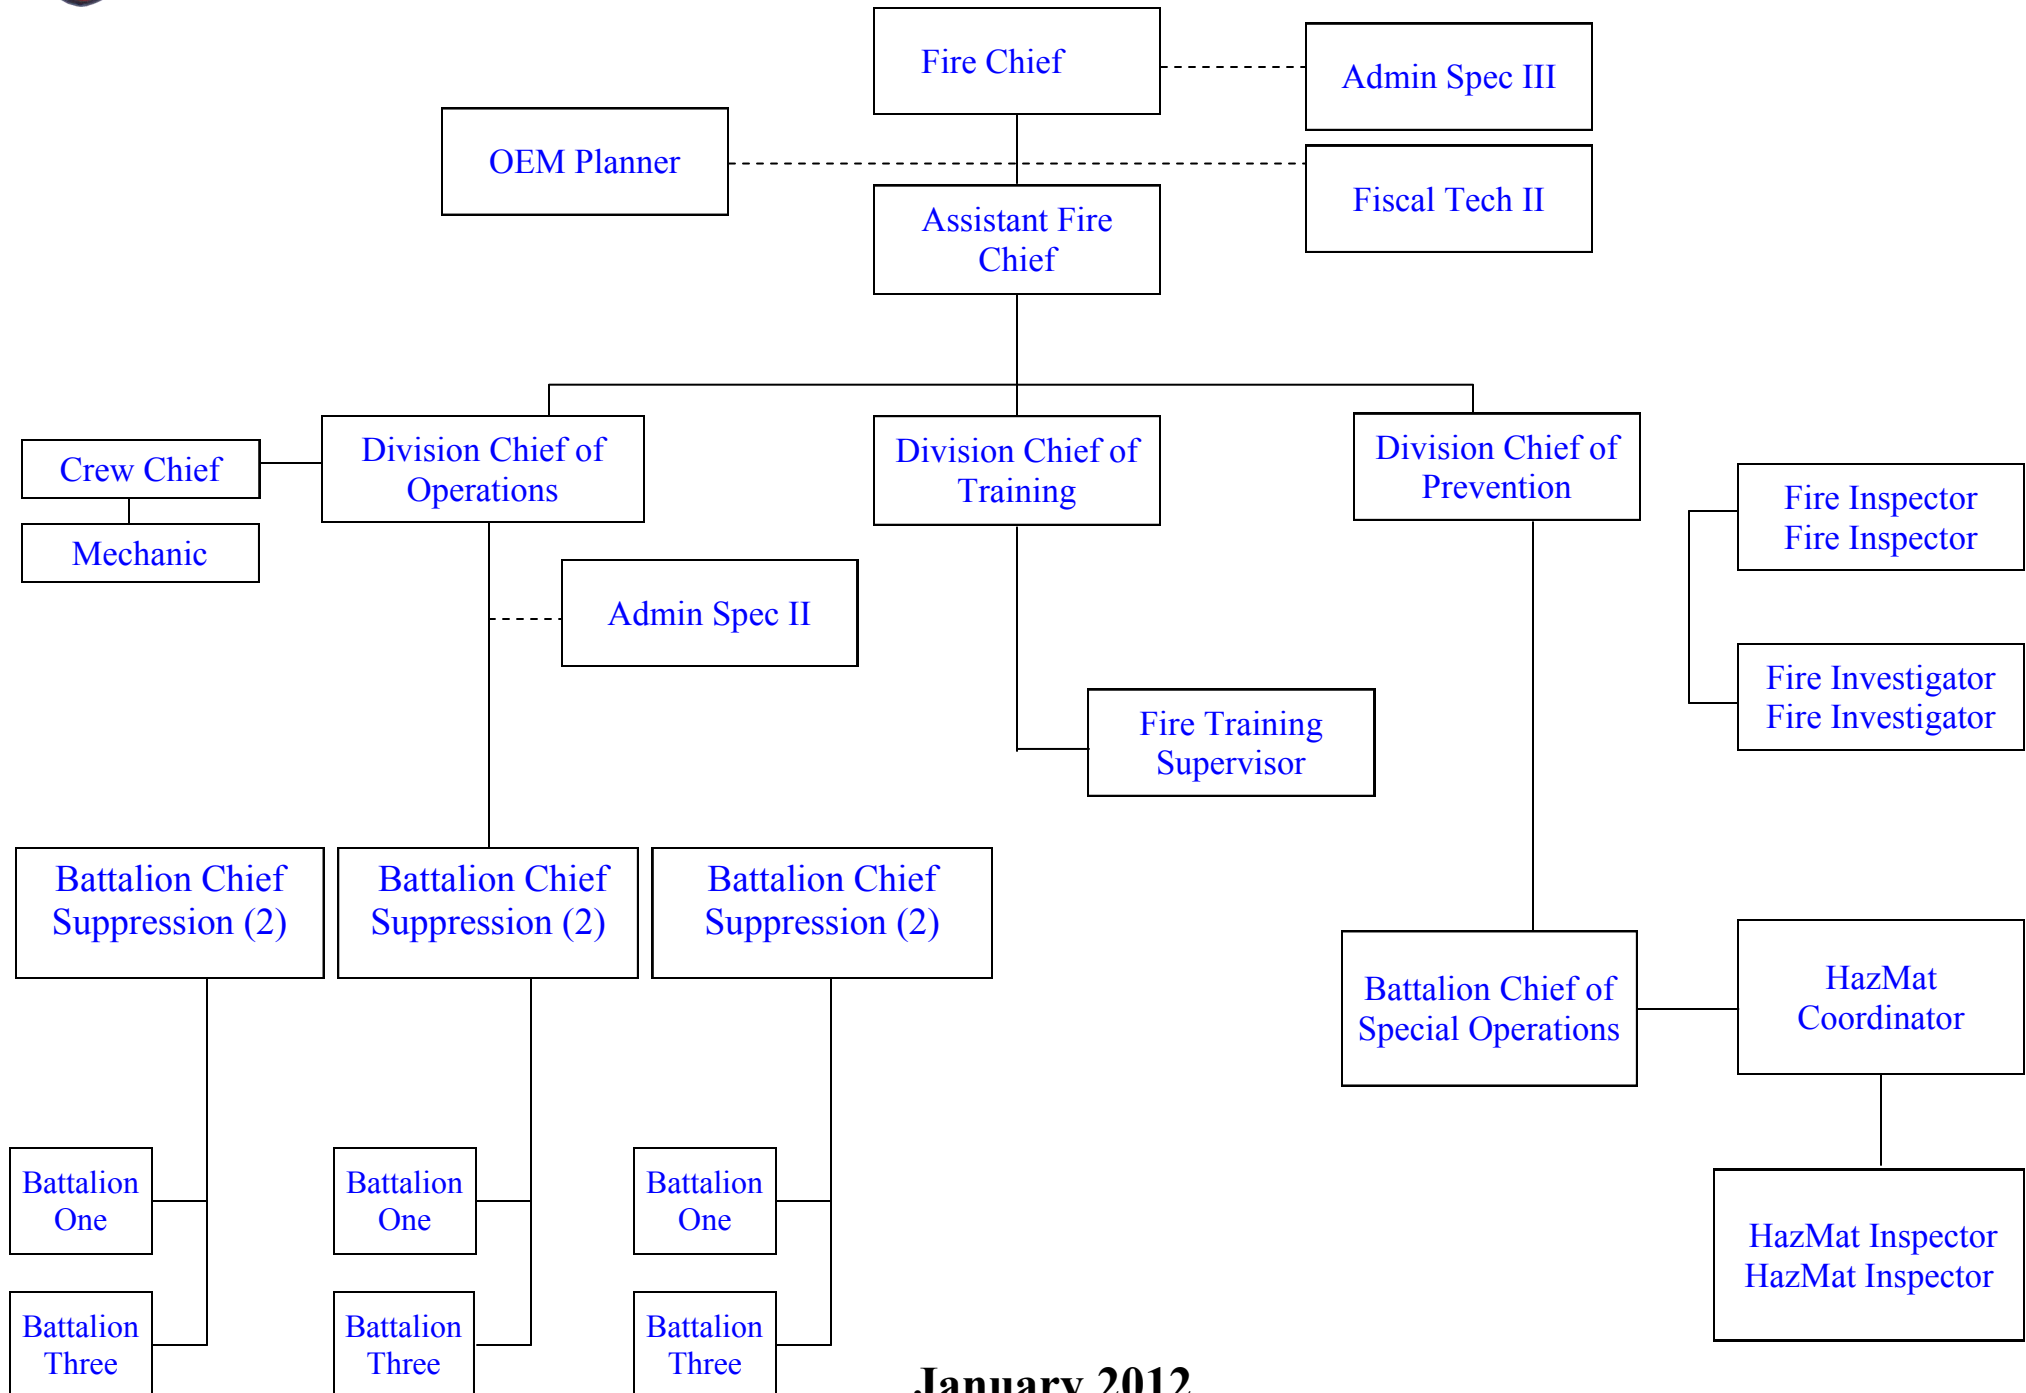 Fire Chief
Admin Spec III
OEM Planner
Fiscal Tech II
Assistant Fire
Chief
Crew Chief
Mechanic
Division Chief of
Operations
Division Chief of
Training
Division Chief of
Prevention
Fire Inspector
Fire Inspector
Admin Spec II
Fire Investigator
Fire Investigator
Fire Training
Supervisor
Battalion Chief
Suppression (2)
Battalion Chief
Suppression (2)
Battalion Chief
Suppression (2)
Battalion Chief of
Special Operations
HazMat
Coordinator
Battalion
One
Battalion
One
Battalion
One
HazMat Inspector
HazMat Inspector
Battalion
Three
Battalion
Three
Battalion
Three
January 2012